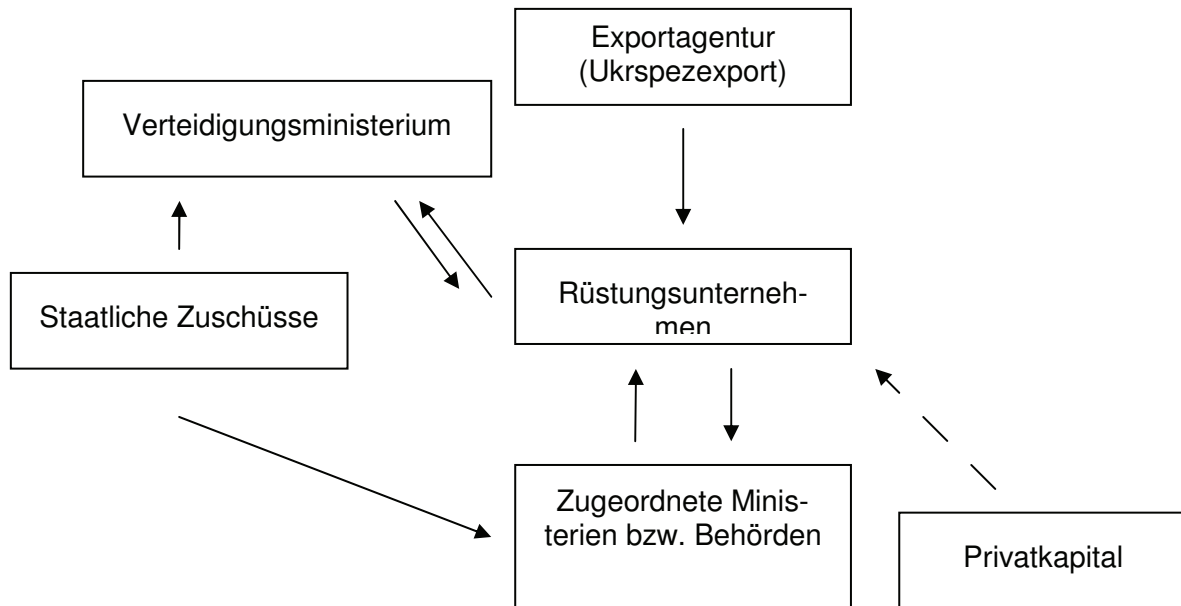 Exportagentur
(Ukrspezexport)
Verteidigungsministerium
Staatliche Zuschüsse
Rüstungsunterneh-
men
Zugeordnete Minis-
terien bzw. Behörden
Privatkapital